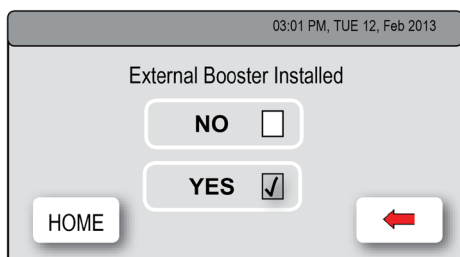 03:01 PM, TUE 12, Feb 2013
External Booster Installed
NO
YES
HOME